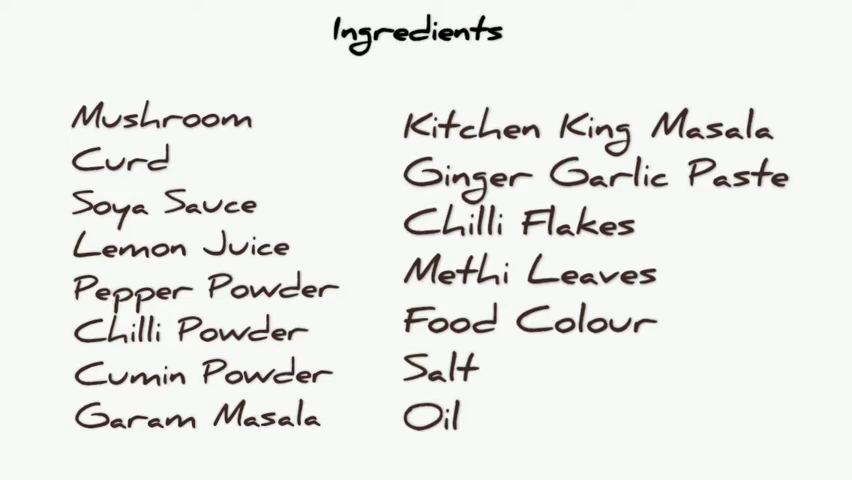 Ingredients
Mushroom
Curd
Soya Sauce
Lemon Juice
Pepper Powder
Chilli Powder
Cumin Powder
Garam Masala
Kitchen King Masala
Ginger Garlic Paste
Chilli Flakes
Methi Leaves
Food Colour
Salt
Oil